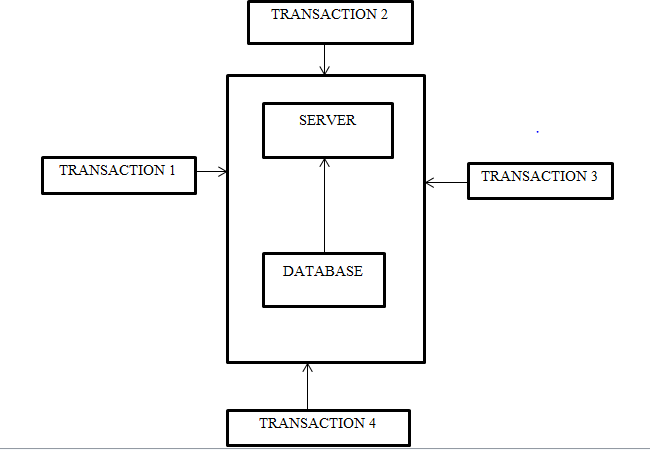 TRANSACTION 2
SERVER
TRANSACTION 1
TRANSACTION 3
DATABASE
TRANSACTION 4